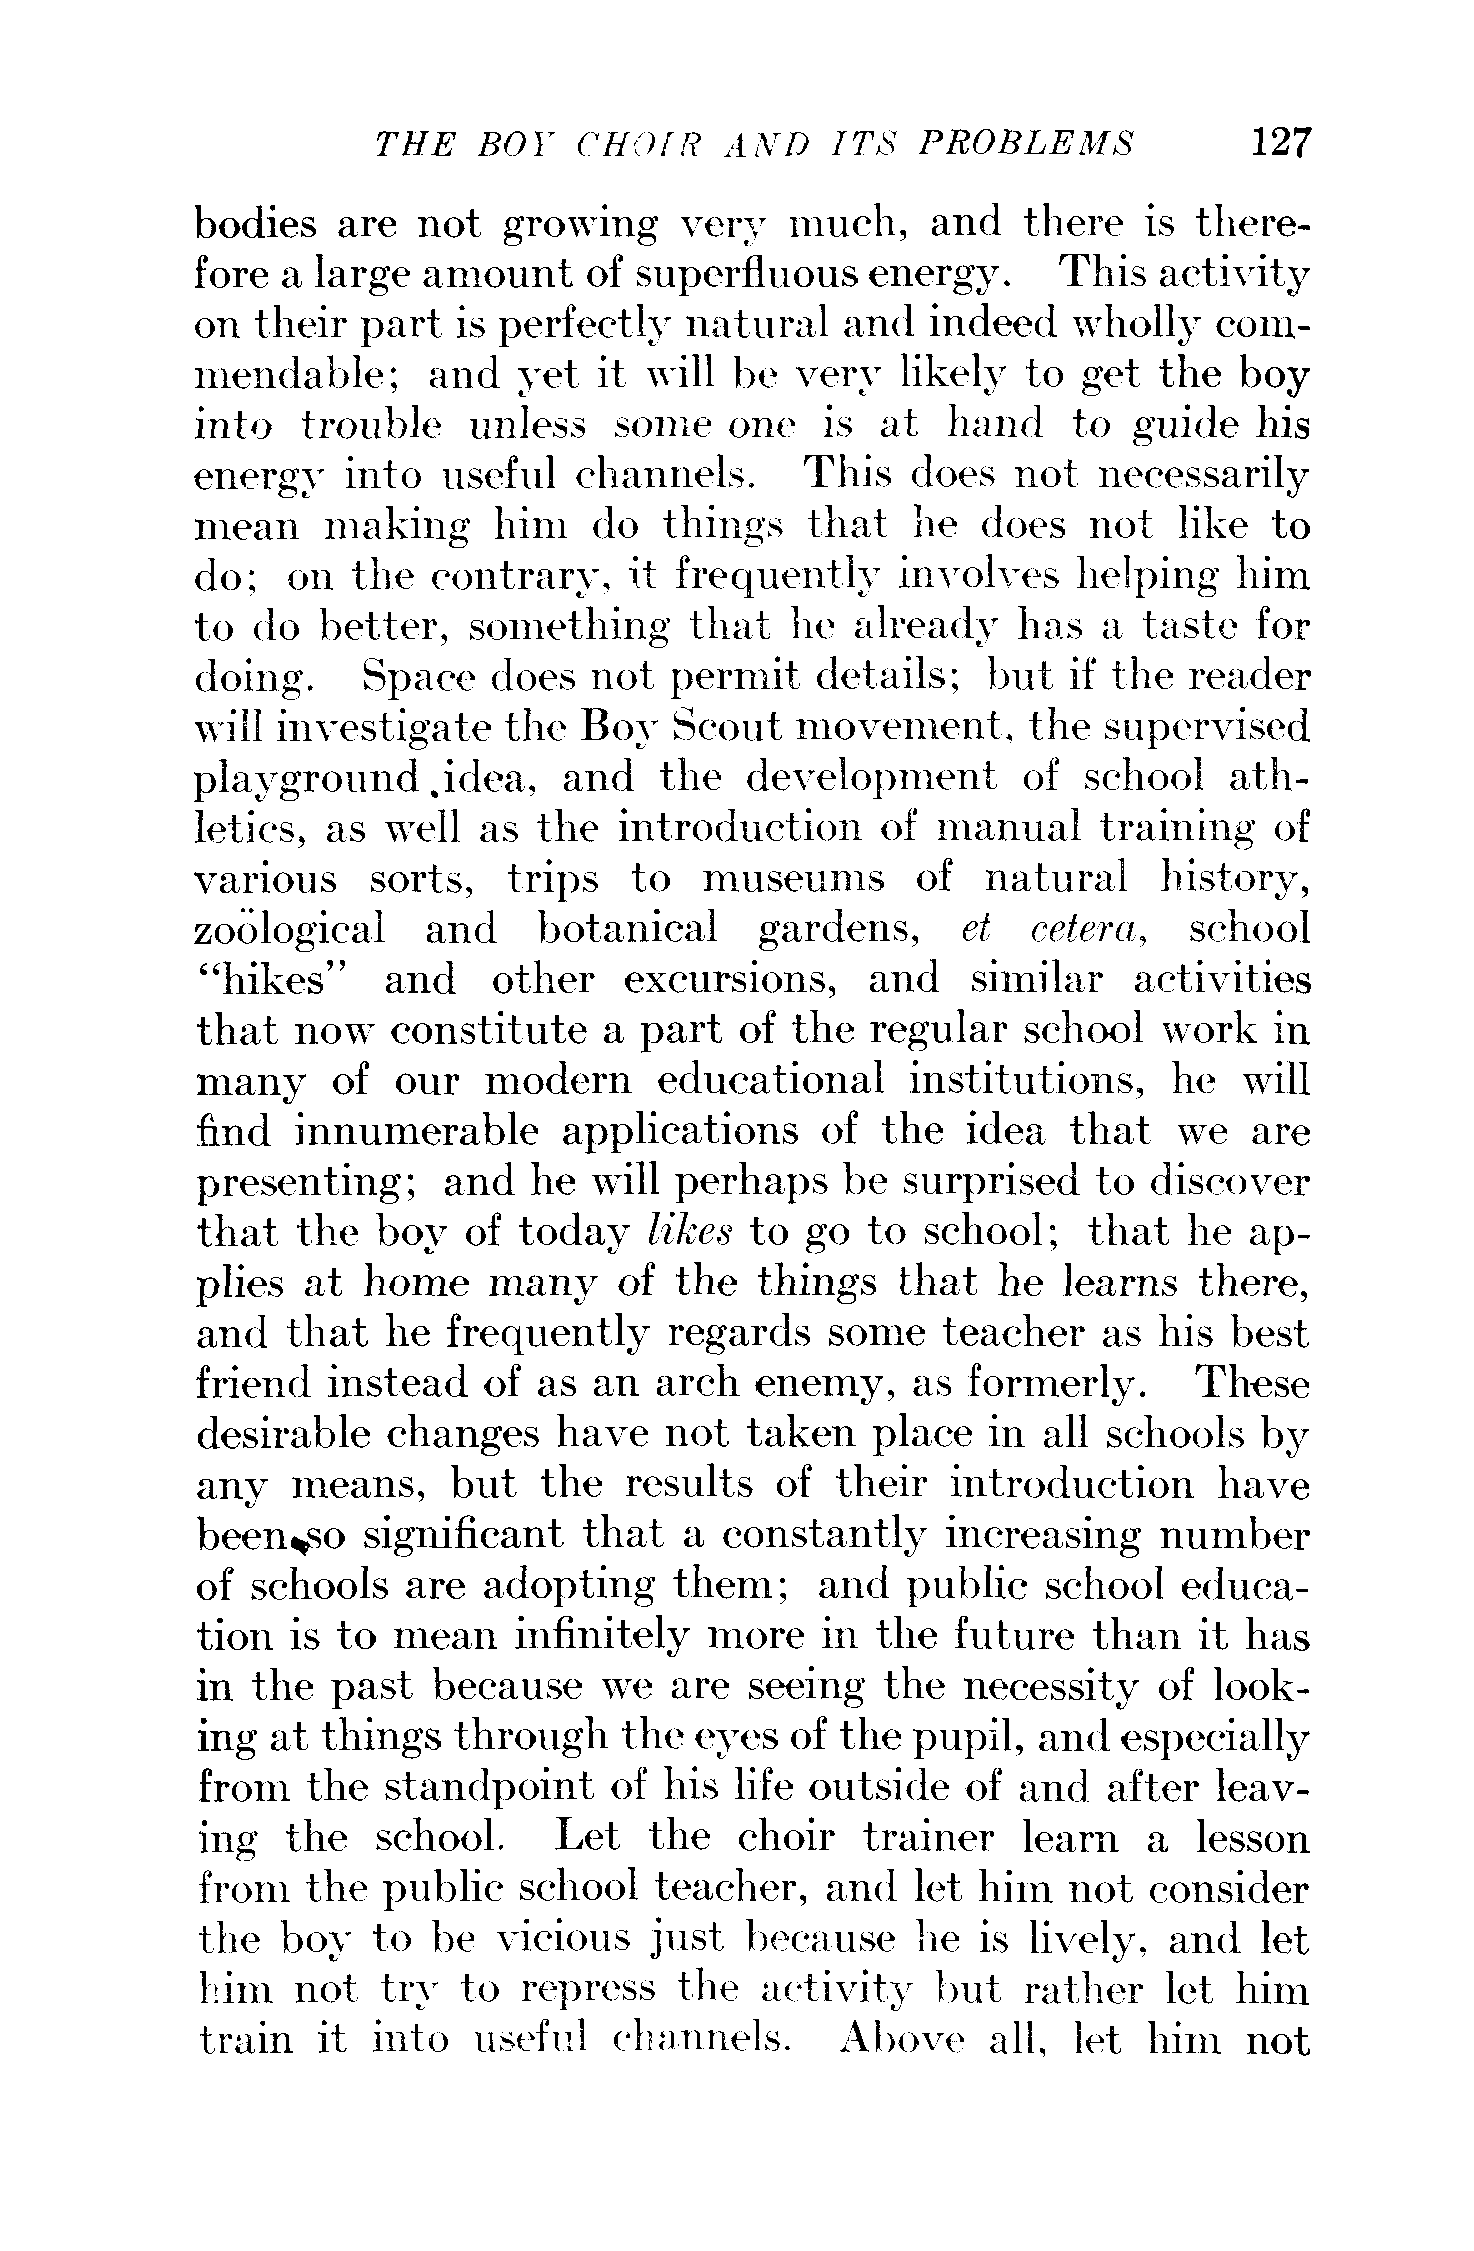 THE BOY CHOIR AND ITS PROBLEMS 127
bodies are not growing very much, and there is there-
fore a large amount of superfluous energy. This activity
on their part is perfectly natural and indeed wholly com-
mendable; and yet it will be very likely to get the boy
into trouble unless some one is at hand to guide his
energy into useful channels. This does not necessarily
mean making him do things that he does not like to
do; on the contrary, it frequently involves helping him
to do better, something that he already has a taste for
doing. Space does not permit details; but if the reader
will investigate the Boy Scout movement, the supervised
playground idea, and the development of school ath-
letics, as well as the introduction of manual training of
various sorts, trips to museums of natural history,
zoölogical and botanical gardens, et cetera, school
“hikes” and other excursions, and similar activities
that now constitute a part of the regular school work in
many of our modern educational institutions, he will
find innumerable applications of the idea that we are
presenting; and he will perhaps be surprised to discover
that the boy of today likes to go to school; that he ap-
plies at home many of the things that he learns there,
and that he frequently regards some teacher as his best
friend instead of as an arch enemy, as formerly. These
desirable changes have not taken place in all schools by
any means, but the results of their introduction have
been so significant that a constantly increasing number
of schools are adopting them; and public school educa-
tion is to mean infinitely more in the future than it has
in the past because we are seeing the necessity of look-
ing at things through the eyes of the pupil, and especially
from the standpoint of his life outside of and after leav-
ing the school. Let the choir trainer learn a lesson
from the public school teacher, and let him not consider
the boy to be vicious just because he is lively, and let
him not try to repress the activity but rather let him
train it into useful channels. Above all, let him not